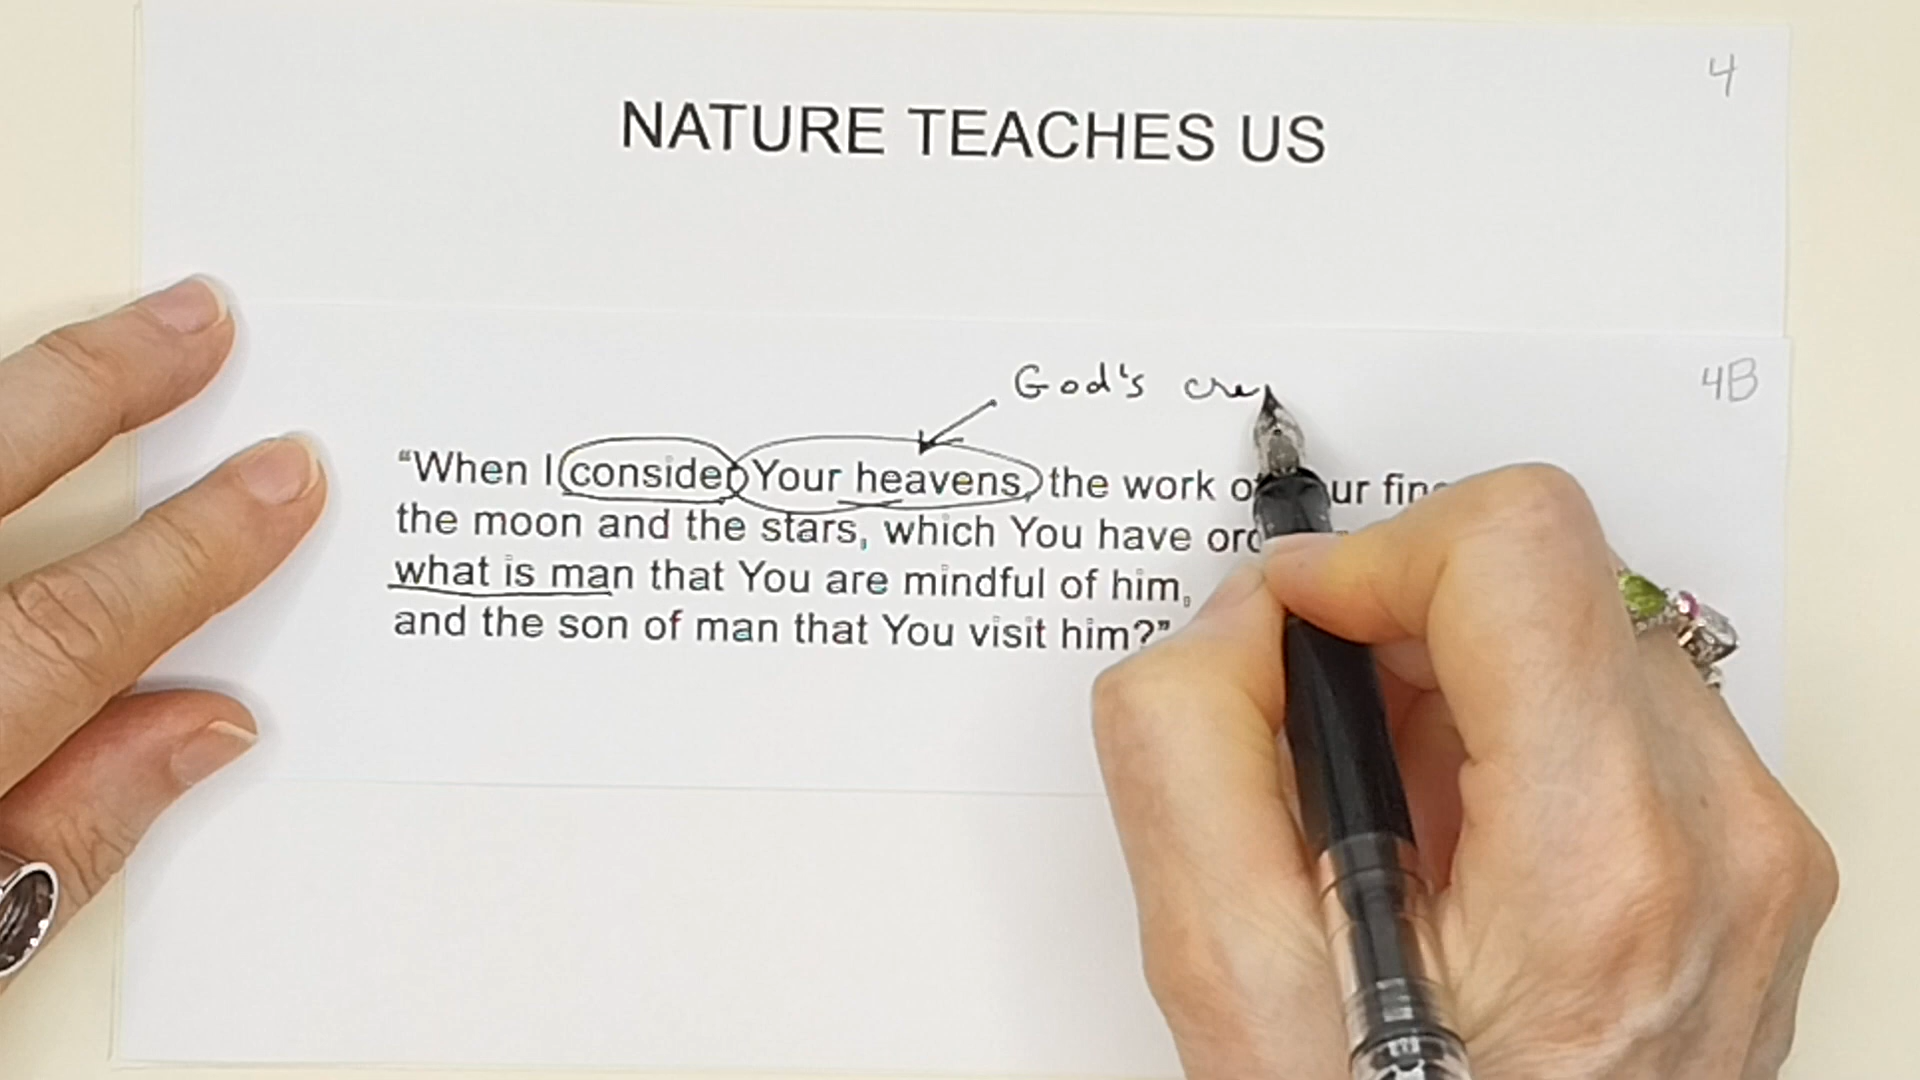 4
NATURE TEACHES US
4B
God's cre
“When I consider Your heavens, the work of ur fin
the moon and the stars, which You have ord
what is man that You are mindful of him,
and the son of man that You visit him?”